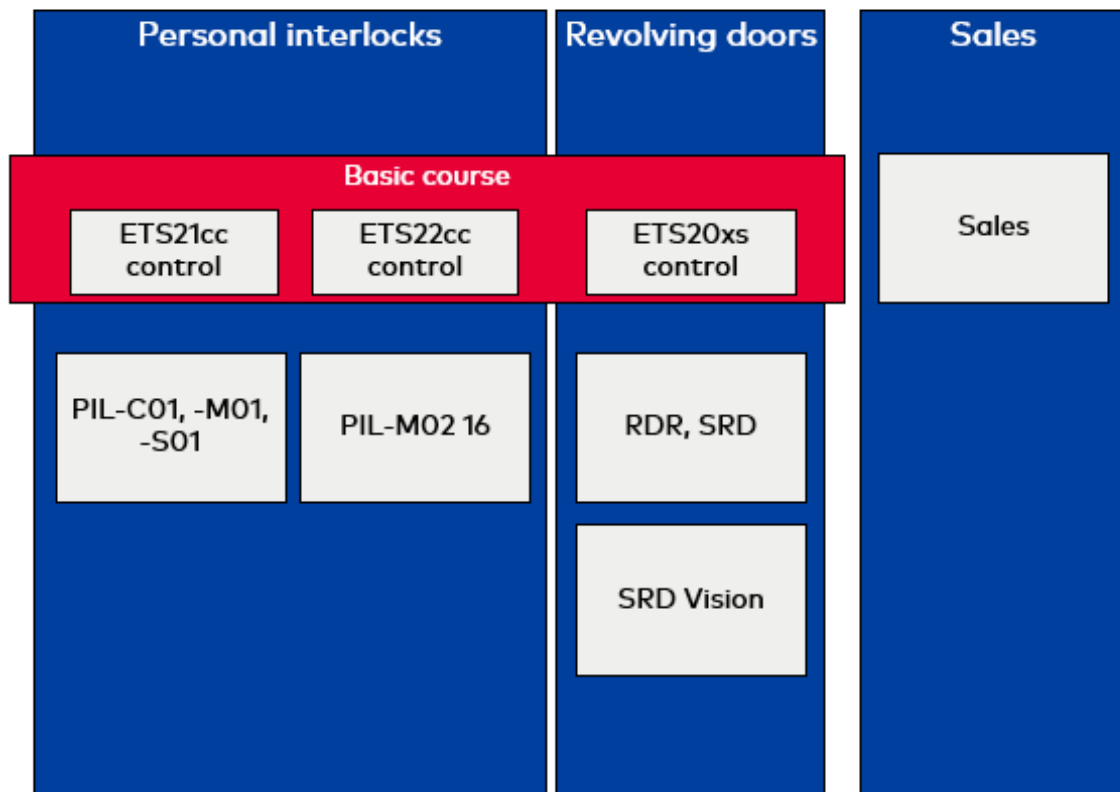 Personal interlocks
Revolving doors
Sales
Basic course
ETS21cc
control
ETS22cc
control
ETS20xs
control
Sales
PIL-C01, -M01,
-S01
PIL-M02 16
RDR, SRD
SRD Vision